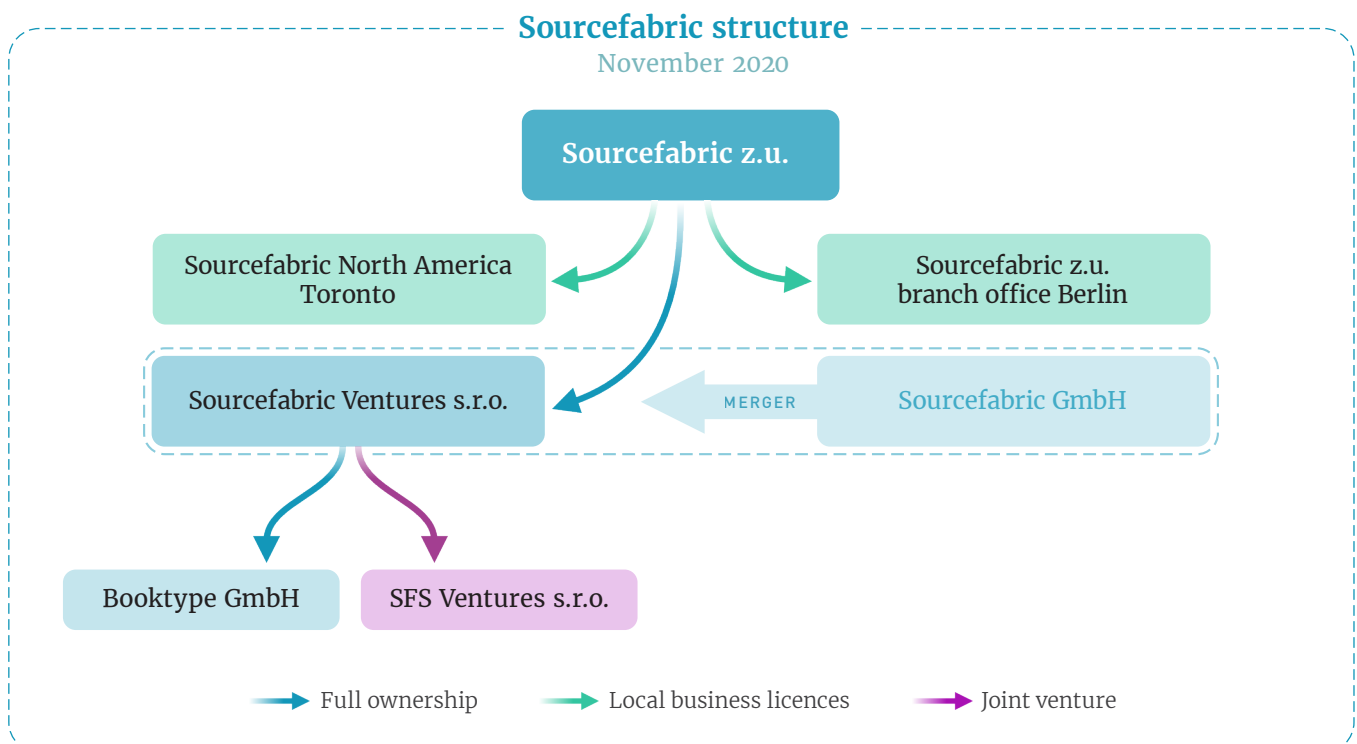 Sourcefabric structure
November 2020
Sourcefabric z.u.
Sourcefabric North America
Toronto
Sourcefabric z.u.
branch office Berlin
Sourcefabric Ventures s.r.o.
MERGER
Sourcefabric GmbH
Booktype GmbH
SFS Ventures s.r.o.
Full ownership
Local business licences
Joint venture